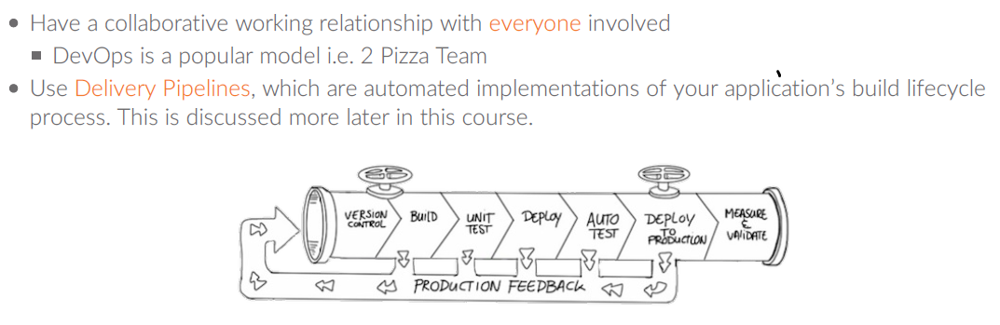 Have a collaborative working relationship with everyone involved
DevOps is a popular model i.e. 2 Pizza Team
Use Delivery Pipelines, which are automated implementations of your application's build lifecycle
process. This is discussed more later in this course.
VERSION
CONTROL
BUILD
UNIT
TEST
DEPLOY
AUTO
TEST
DEPLOY
TO
PRODUCTION
MEASURE
&
VALIDATE
PRODUCTION FEEDBACK